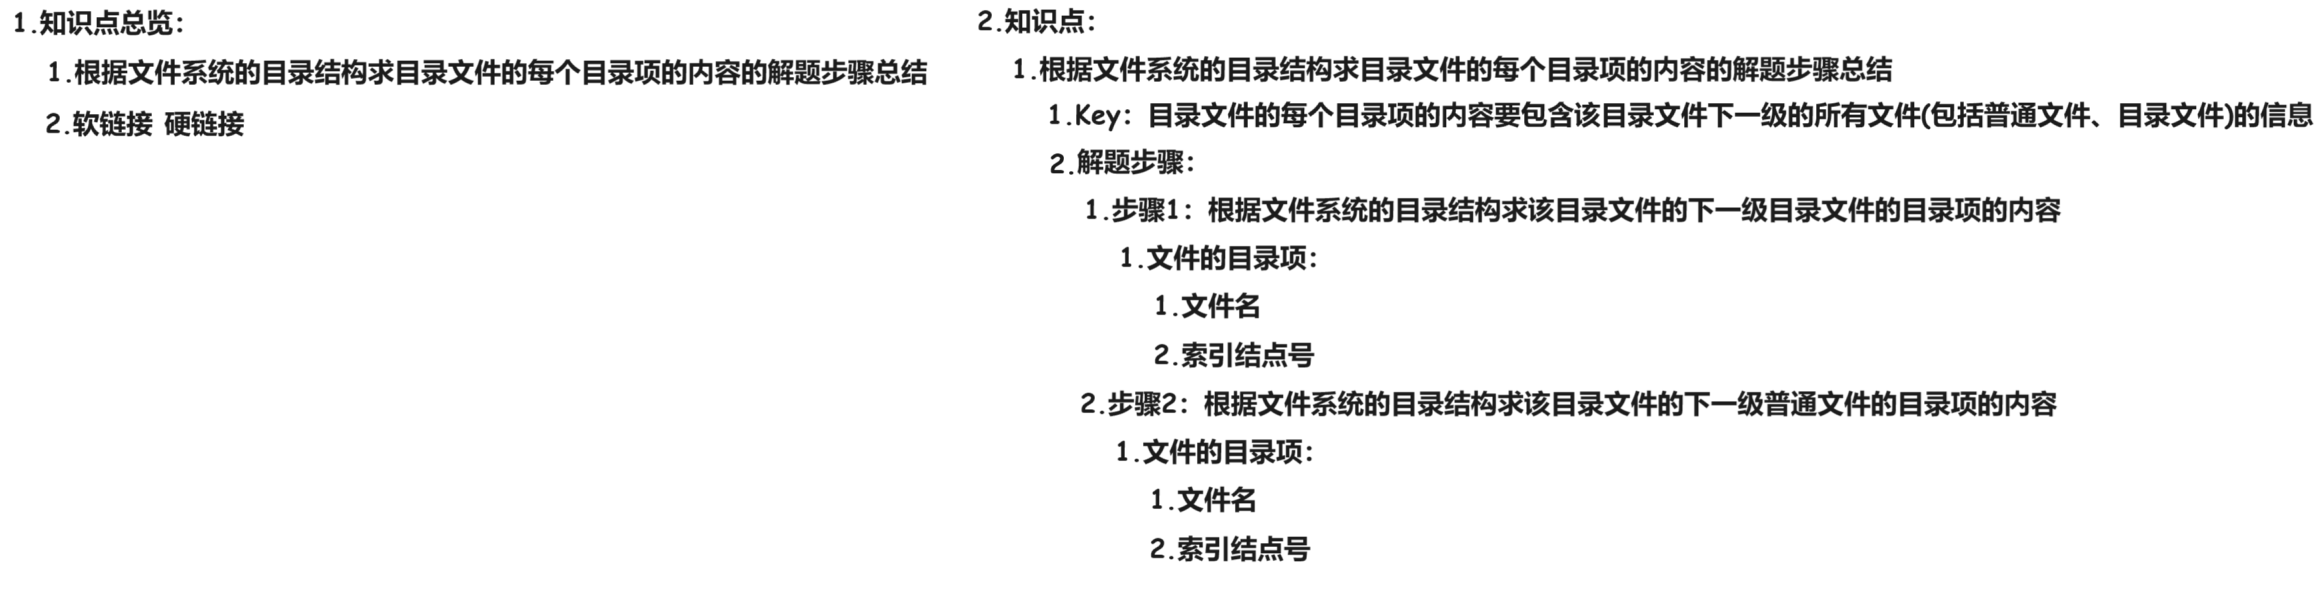 1.知识点总览：
1.根据文件系统的目录结构求目录文件的每个目录项的内容的解题步骤总结
2.软链接 硬链接
2.知识点：
1.根据文件系统的目录结构求目录文件的每个目录项的内容的解题步骤总结
1.Key：目录文件的每个目录项的内容要包含该目录文件下一级的所有文件(包括普通文件、目录文件)的信息
2.解题步骤：
1.步骤1：根据文件系统的目录结构求该目录文件的下一级目录文件的目录项的内容
1.文件的目录项：
1.文件名
2.索引结点号
2.步骤2：根据文件系统的目录结构求该目录文件的下一级普通文件的目录项的内容
1.文件的目录项：
1.文件名
2.索引结点号